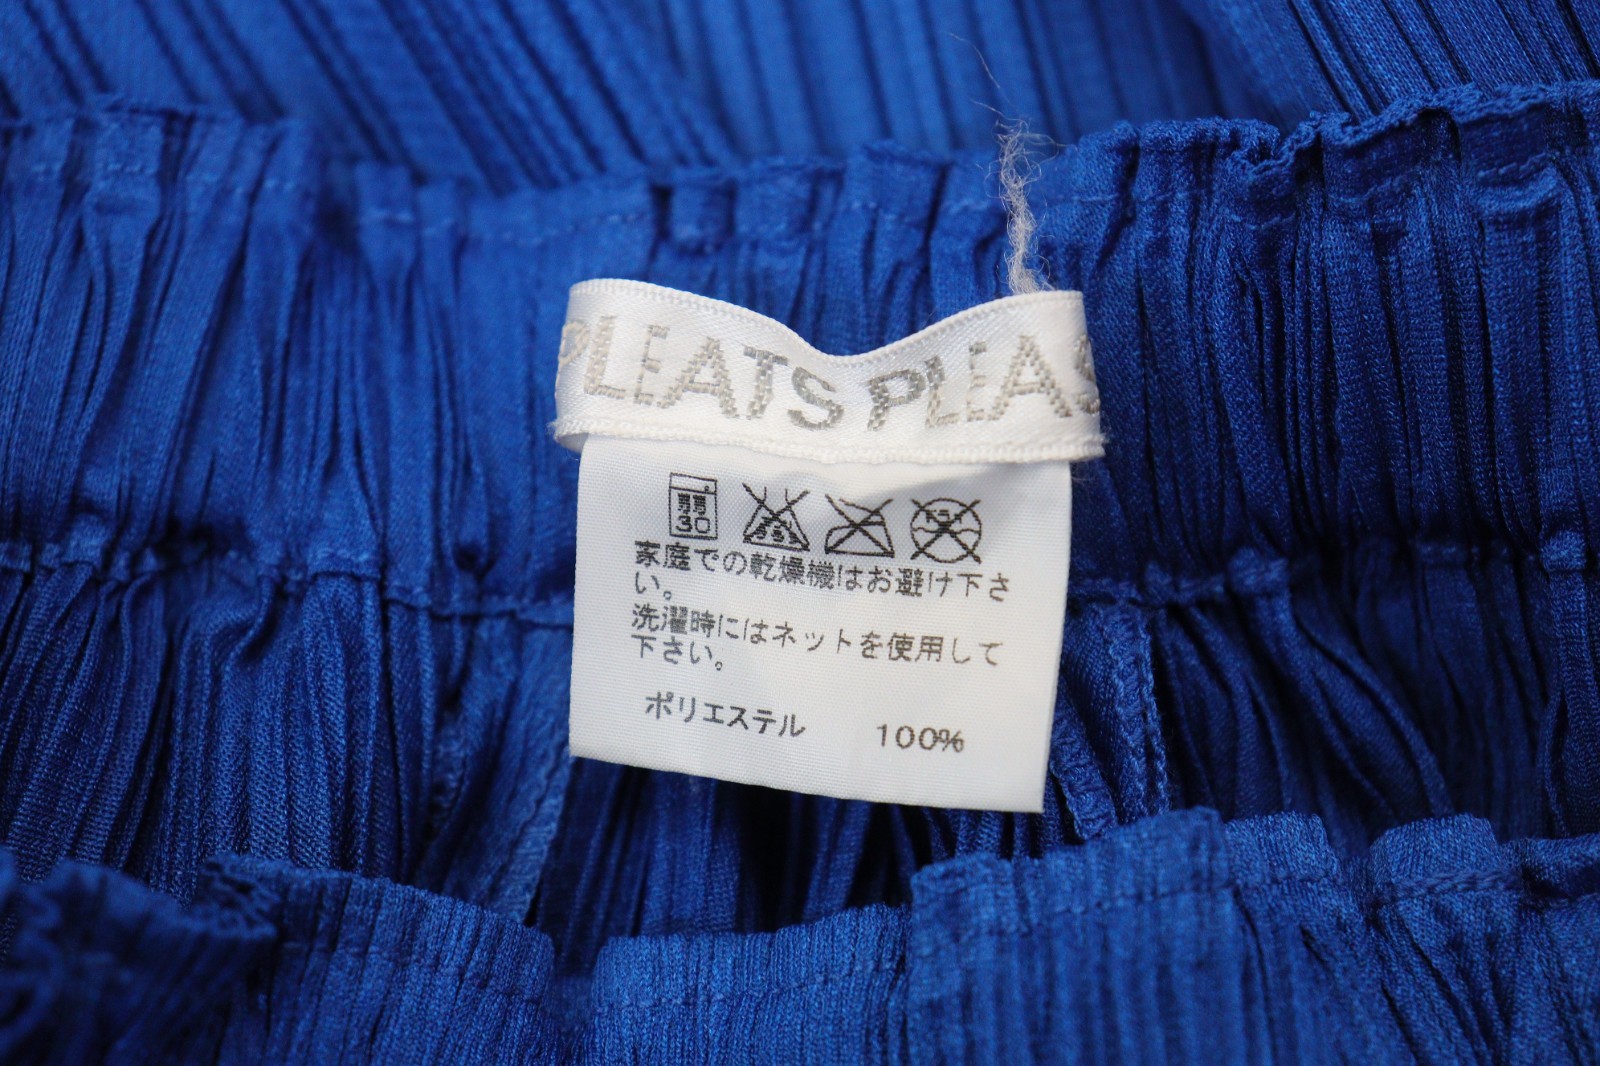 PLEATS PLEAS
弱
30
家庭での乾燥機はお避け下さ
い。
洗濯時にはネットを使用して
下さい。
ポリエステル 100%